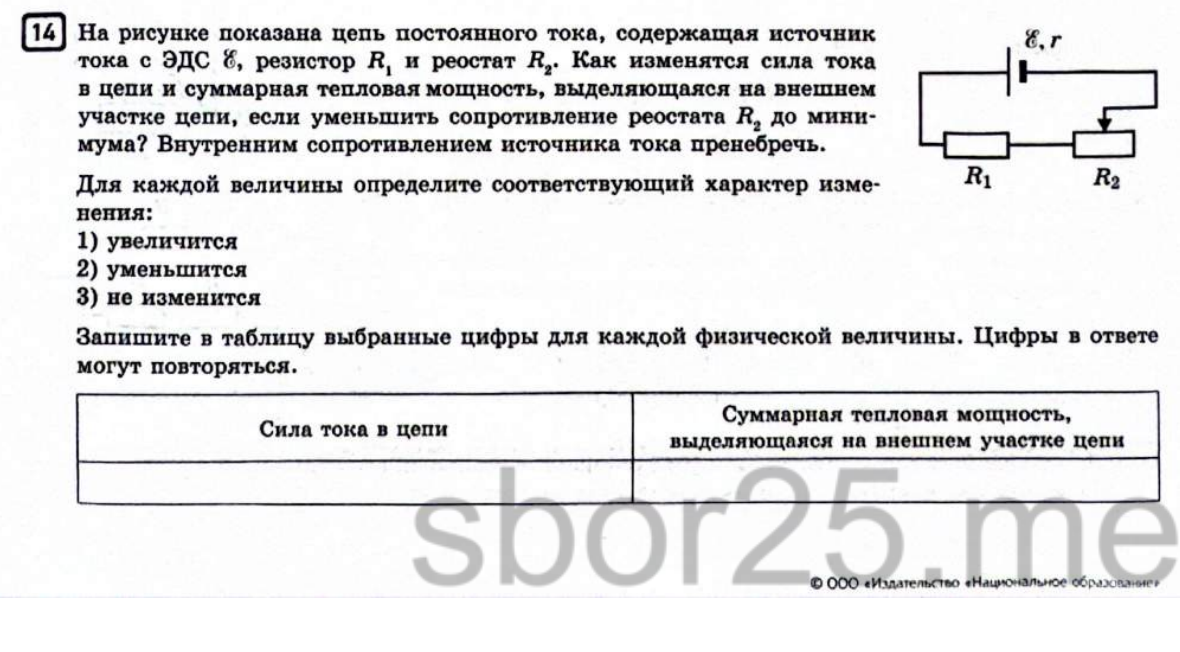 14 На рисунке показана цепь постоянного тока, содержащая источник
тока с ЭДС ℰ, резистор R₁ и реостат R₂. Как изменятся сила тока
в цепи и суммарная тепловая мощность, выделяющаяся на внешнем
участке цепи, если уменьшить сопротивление реостата R₂ до мини-
мума? Внутренним сопротивлением источника тока пренебречь.
ℰ, r
R₁
R₂
Для каждой величины определите соответствующий характер изме-
нения:
1) увеличится
2) уменьшится
3) не изменится
Запишите в таблицу выбранные цифры для каждой физической величины. Цифры в ответе
могут повторяться.
Сила тока в цепи
Суммарная тепловая мощность,
выделяющаяся на внешнем участке цепи
sbor25.me
© ООО «Издательство «Национальное образование»